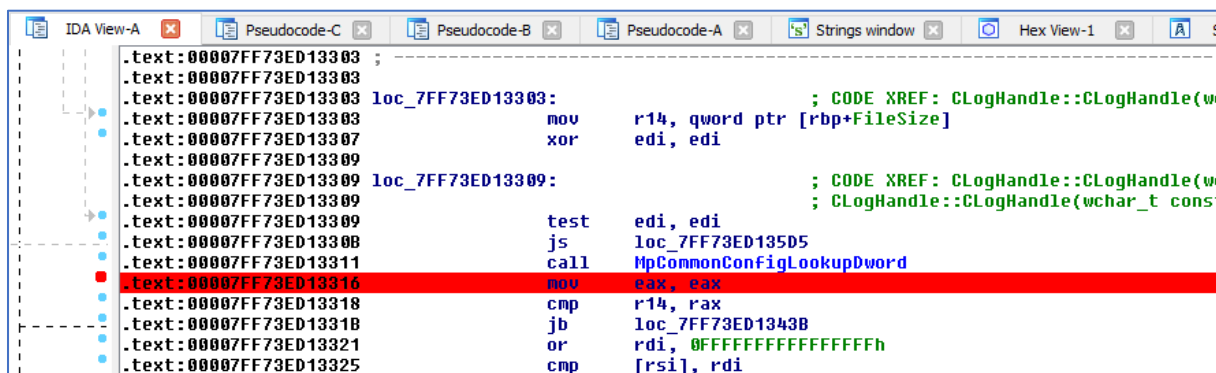 IDA View-A Pseudocode-C Pseudocode-B Pseudocode-A Strings window Hex View-1
.text:00007FF73ED13303 ; ---------------------------------------------------------------------------
.text:00007FF73ED13303
.text:00007FF73ED13303 loc_7FF73ED13303: ; CODE XREF: CLogHandle::CLogHandle(w
.text:00007FF73ED13303 mov r14, qword ptr [rbp+FileSize]
.text:00007FF73ED13307 xor edi, edi
.text:00007FF73ED13309
.text:00007FF73ED13309 loc_7FF73ED13309: ; CODE XREF: CLogHandle::CLogHandle(w
.text:00007FF73ED13309 ; CLogHandle::CLogHandle(wchar_t cons
.text:00007FF73ED13309 test edi, edi
.text:00007FF73ED1330B js loc_7FF73ED135D5
.text:00007FF73ED13311 call MpCommonConfigLookupDword
.text:00007FF73ED13316 mov eax, eax
.text:00007FF73ED13318 cmp r14, rax
.text:00007FF73ED1331B jb loc_7FF73ED1343B
.text:00007FF73ED13321 or rdi, 0FFFFFFFFFFFFFFFFh
.text:00007FF73ED13325 cmp [rsi], rdi